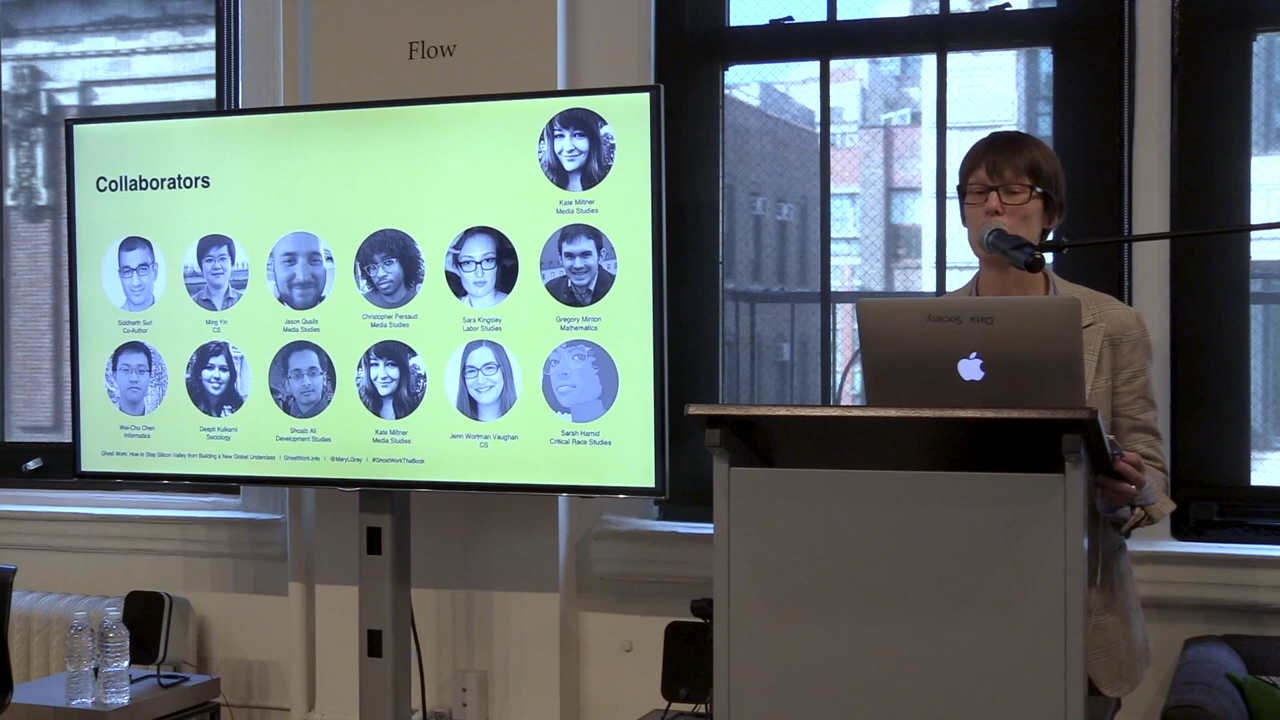 Flow
Collaborators
Kate Miltner
Media Studies
Siddharth Suri
Co-Author
Ming Yin
CS
Jason Qualls
Media Studies
Christopher Persaud
Media Studies
Sara Kingsley
Labor Studies
Gregory Minton
Mathematics
Wei-Chu Chen
Informatics
Deepti Kulkarni
Sociology
Shoaib Ali
Development Studies
Kate Miltner
Media Studies
Jenn Wortman Vaughan
CS
Sarah Hamid
Critical Race Studies
Ghost Work: How to Stop Silicon Valley from Building a New Global Underclass | GhostWork.info | @MaryLGray | #GhostWorkTheBook
Data Society